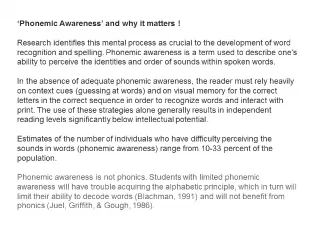 ‘Phonemic Awareness’ and why it matters !
Research identifies this mental process as crucial to the development of word
recognition and spelling. Phonemic awareness is a term used to describe one’s
ability to perceive the identities and order of sounds within spoken words.
In the absence of adequate phonemic awareness, the reader must rely heavily
on context cues (guessing at words) and on visual memory for the correct
letters in the correct sequence in order to recognize words and interact with
print. The use of these strategies alone generally results in independent
reading levels significantly below intellectual potential.
Estimates of the number of individuals who have difficulty perceiving the
sounds in words (phonemic awareness) range from 10-33 percent of the
population.
Phonemic awareness is not phonics. Students with limited phonemic
awareness will have trouble acquiring the alphabetic principle, which in turn will
limit their ability to decode words (Blachman, 1991) and will not benefit from
phonics (Juel, Griffith, & Gough, 1986).